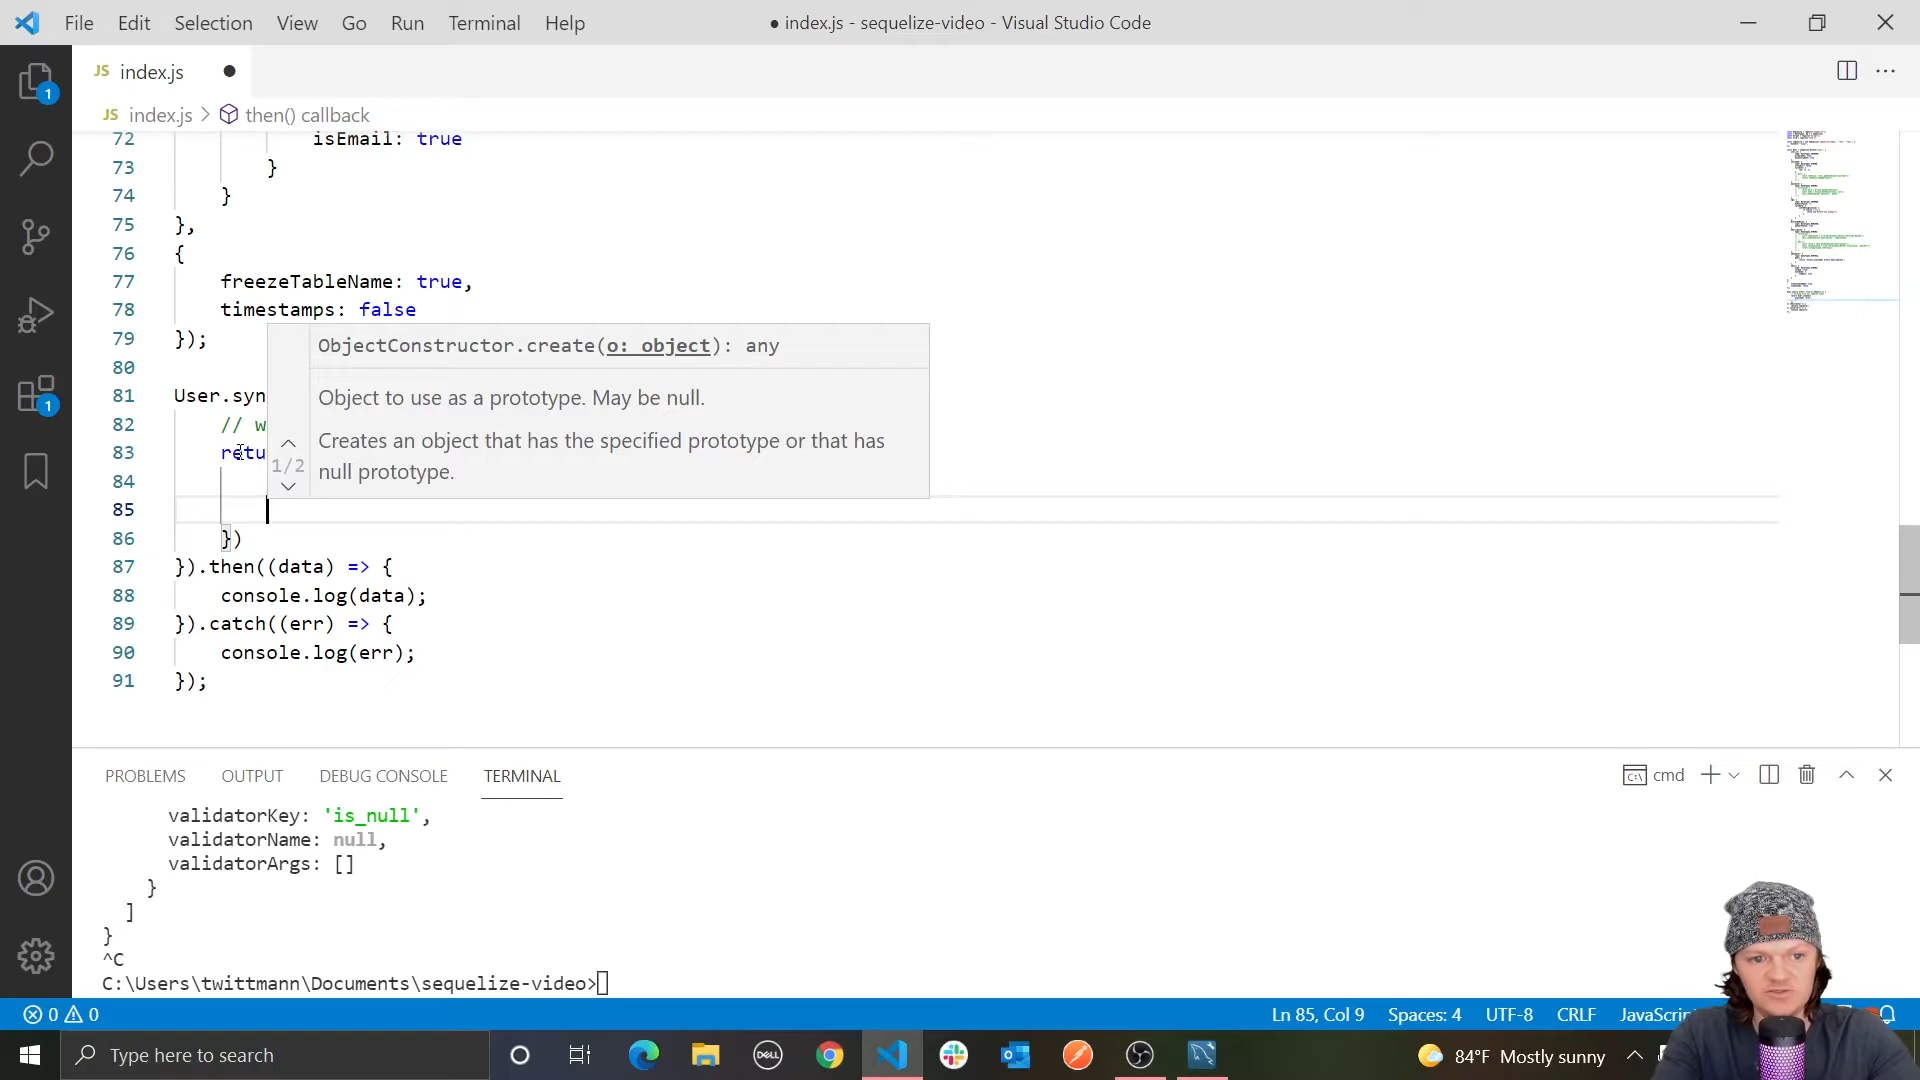 File Edit Selection View Go Run Terminal Help
● index.js - sequelize-video - Visual Studio Code
JS index.js
JS index.js > then() callback
72 isEmail: true
73 }
74 }
75 },
76 {
77 freezeTableName: true,
78 timestamps: false
79 });
80
81 User.syn
82 // w
83 retu
84
85
86 })
87 }).then((data) => {
88 console.log(data);
89 }).catch((err) => {
90 console.log(err);
91 });
ObjectConstructor.create(o: object): any
Object to use as a prototype. May be null.
Creates an object that has the specified prototype or that has
1/2
null prototype.
1
1
PROBLEMS OUTPUT DEBUG CONSOLE TERMINAL
cmd
validatorKey: 'is_null',
validatorName: null,
validatorArgs: []
}
]
}
^C
C:\Users\twittmann\Documents\sequelize-video>
0 0
Ln 85, Col 9 Spaces: 4 UTF-8 CRLF JavaScrip
Type here to search
DELL
84°F Mostly sunny